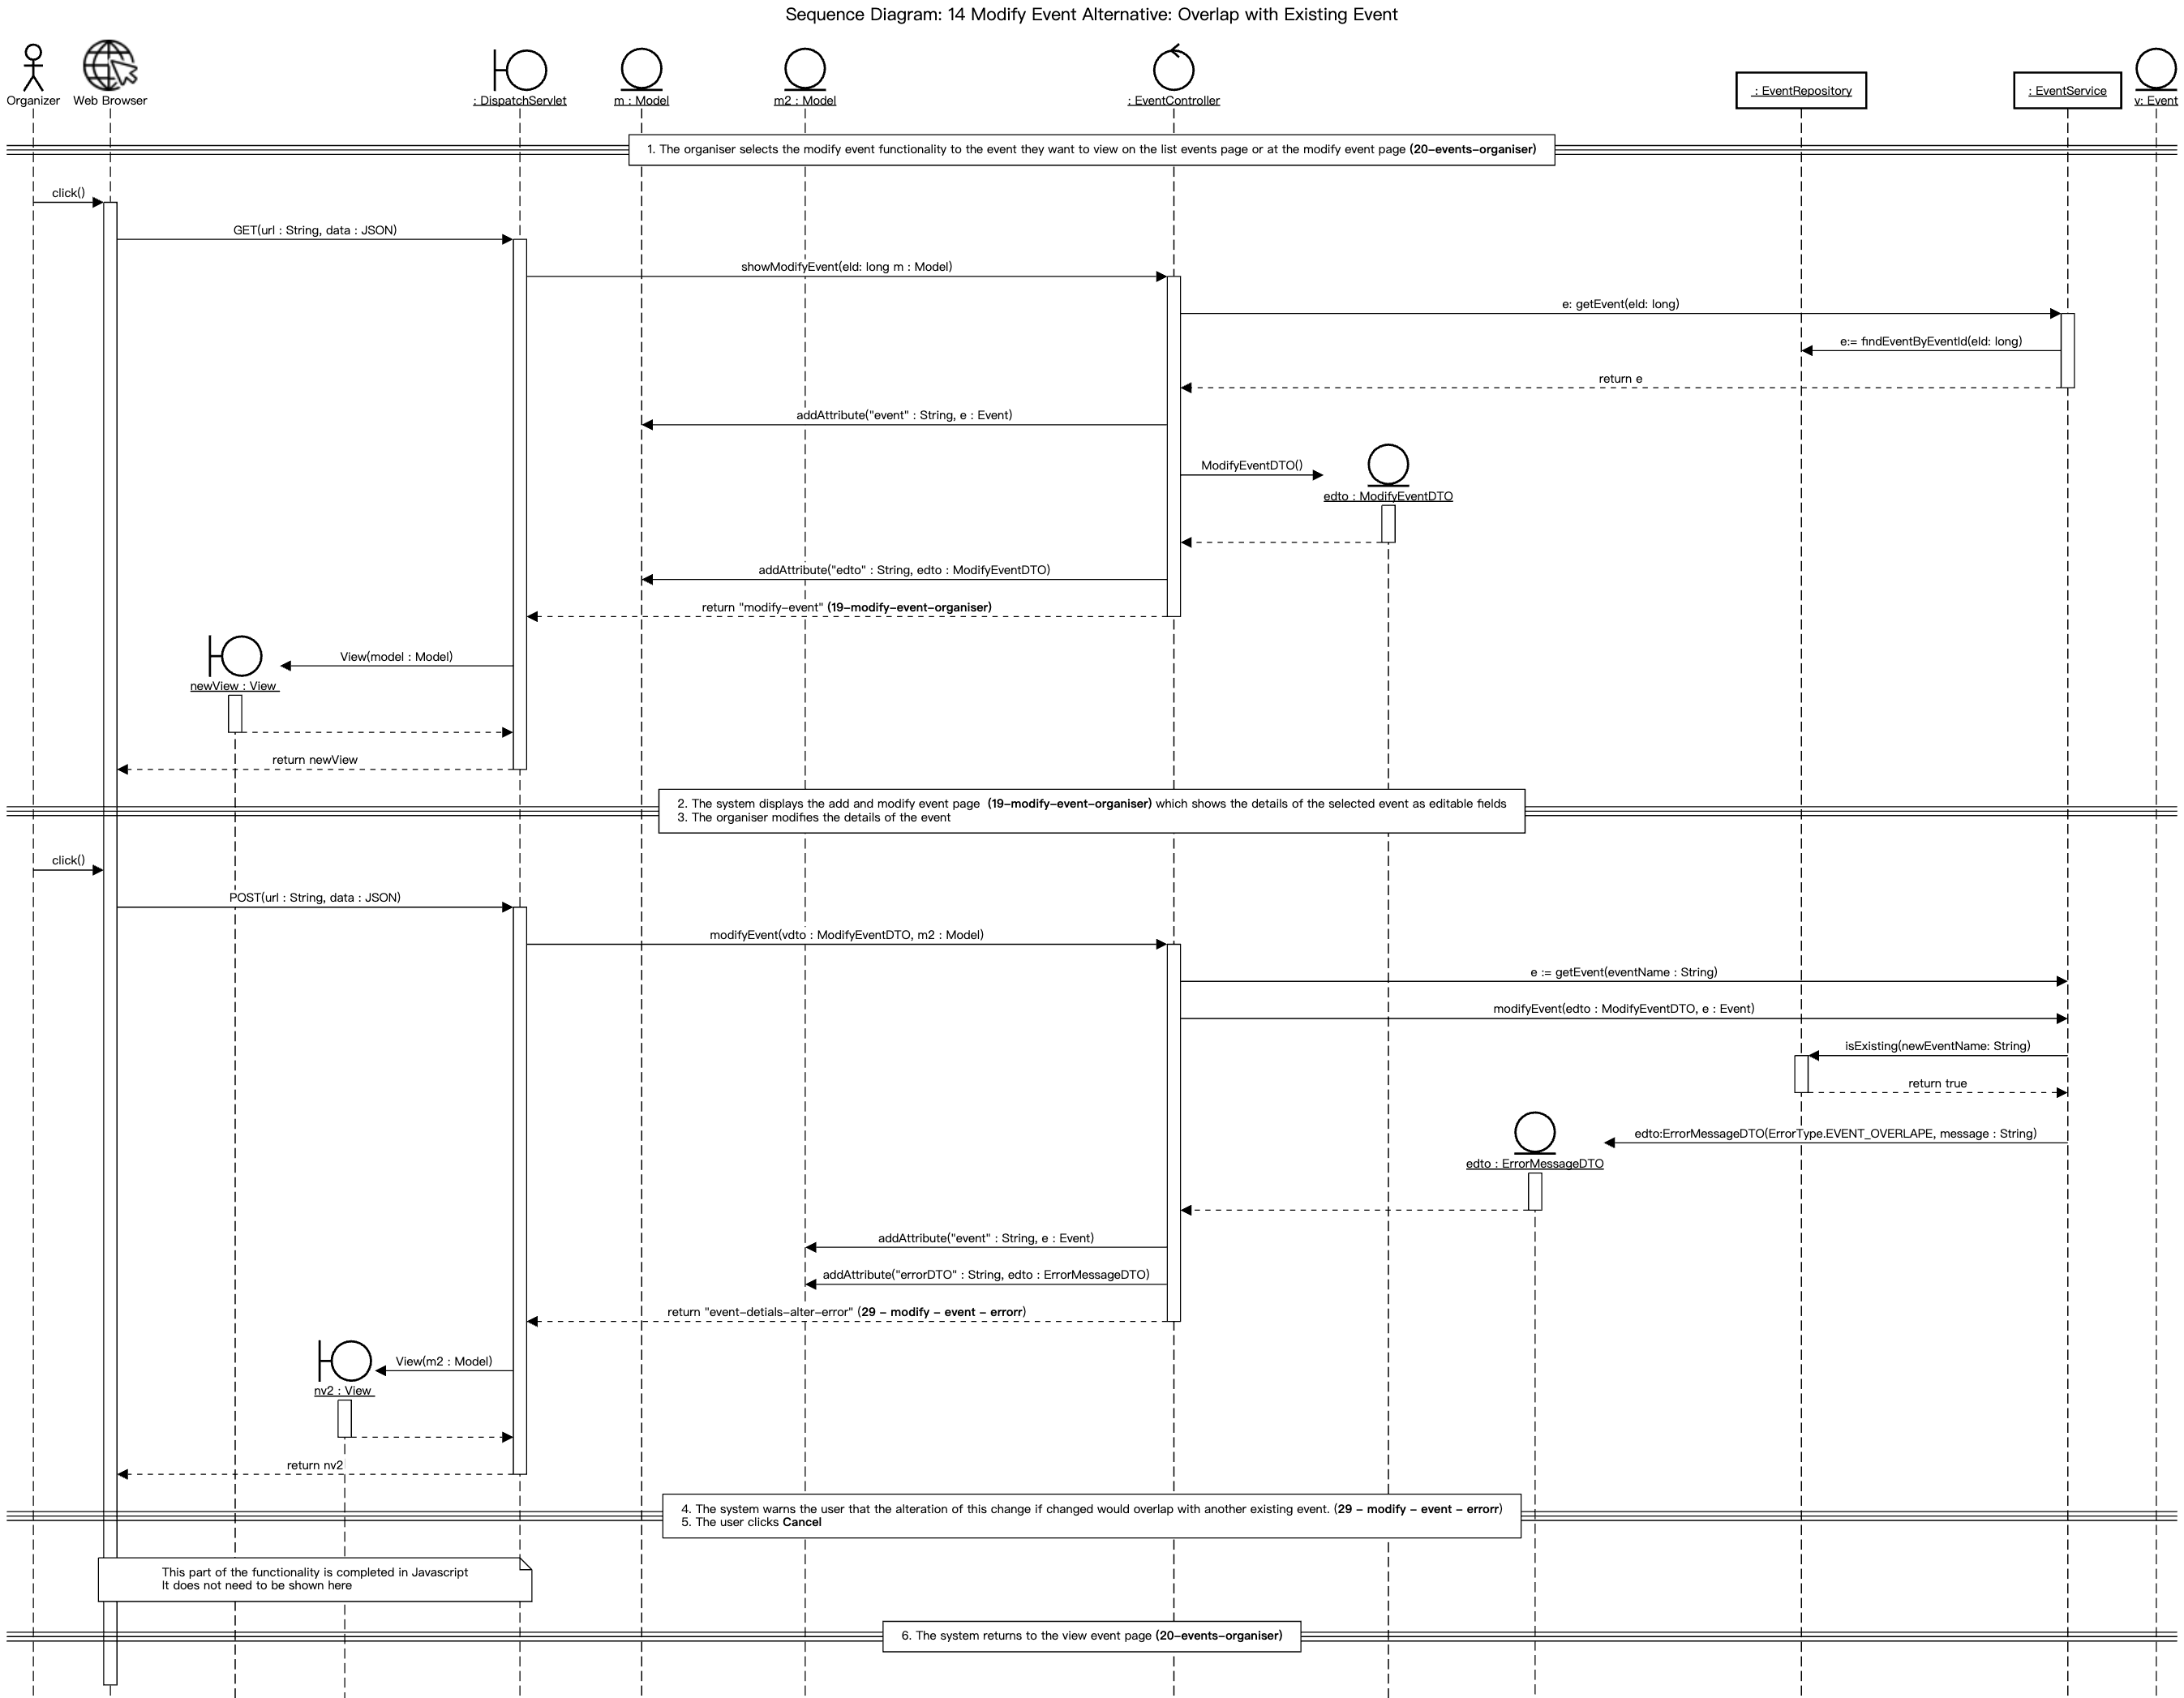 Sequence Diagram: 14 Modify Event Alternative: Overlap with Existing Event
Organizer
Web Browser
: DispatchServlet
m : Model
m2 : Model
: EventController
: EventRepository
: EventService
v: Event
1. The organiser selects the modify event functionality to the event they want to view on the list events page or at the modify event page (20-events-organiser)
click()
GET(url : String, data : JSON)
showModifyEvent(eId: long m : Model)
e: getEvent(eId: long)
e:= findEventByEventId(eId: long)
return e
addAttribute("event" : String, e : Event)
ModifyEventDTO()
edto : ModifyEventDTO
addAttribute("edto" : String, edto : ModifyEventDTO)
return "modify-event" (19-modify-event-organiser)
View(model : Model)
newView : View
return newView
2. The system displays the add and modify event page (19-modify-event-organiser) which shows the details of the selected event as editable fields
3. The organiser modifies the details of the event
click()
POST(url : String, data : JSON)
modifyEvent(vdto : ModifyEventDTO, m2 : Model)
e := getEvent(eventName : String)
modifyEvent(edto : ModifyEventDTO, e : Event)
isExisting(newEventName: String)
return true
edto:ErrorMessageDTO(ErrorType.EVENT_OVERLAPE, message : String)
edto : ErrorMessageDTO
addAttribute("event" : String, e : Event)
addAttribute("errorDTO" : String, edto : ErrorMessageDTO)
return "event-detials-alter-error" (29 - modify - event - errorr)
View(m2 : Model)
nv2 : View
return nv2
4. The system warns the user that the alteration of this change if changed would overlap with another existing event. (29 - modify - event - errorr)
5. The user clicks Cancel
This part of the functionality is completed in Javascript
It does not need to be shown here
6. The system returns to the view event page (20-events-organiser)